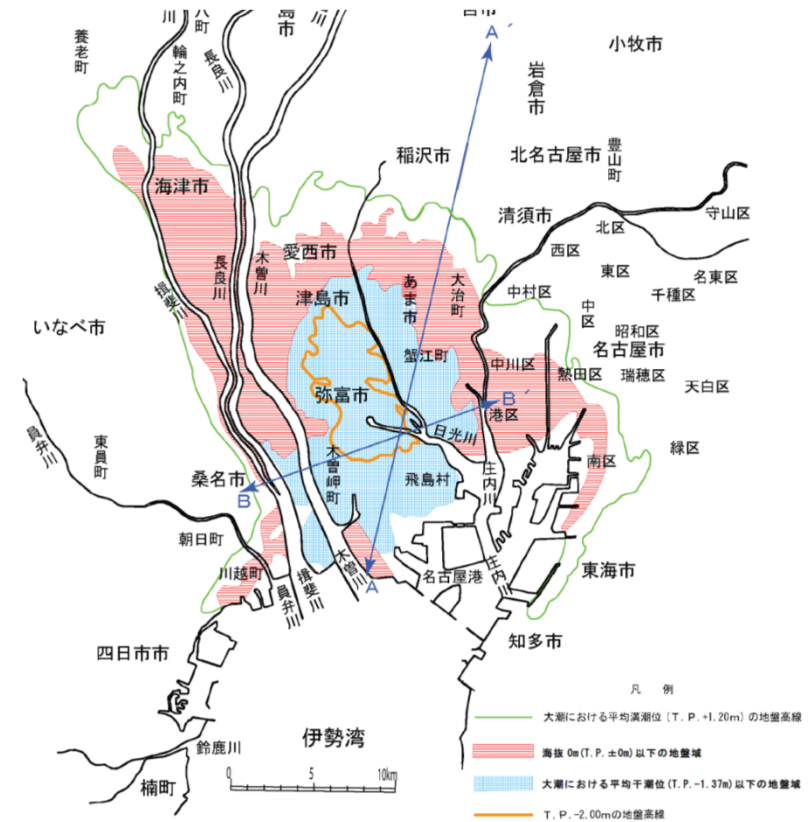 養老町
輪之内町
八町
川
島市
川
長良川
宮市
A´
小牧市
岩倉市
稲沢市
北名古屋市
豊山町
海津市
清須市
守山区
北区
西区
愛西市
木曽川
長良川
揖斐川
東区
名東区
大治町
あま市
津島市
中村区
千種区
中区
いなべ市
昭和区
名古屋市
蟹江町
中川区
熱田区
瑞穂区
天白区
弥富市
B´
港区
日光川
員弁川
東員町
緑区
木曽岬町
南区
桑名市
飛島村
庄内川
B
朝日町
川越町
員弁川
揖斐川
木曽川
A
名古屋港
庄内川
東海市
四日市市
知多市
凡 例
大潮における平均満潮位(T.P.+1.20m)の地盤高線
伊勢湾
海抜0m(T.P.±0m)以下の地盤域
鈴鹿川
大潮における平均干潮位(T.P.-1.37m)以下の地盤域
0 5 10km
楠町
T.P.-2.00mの地盤高線